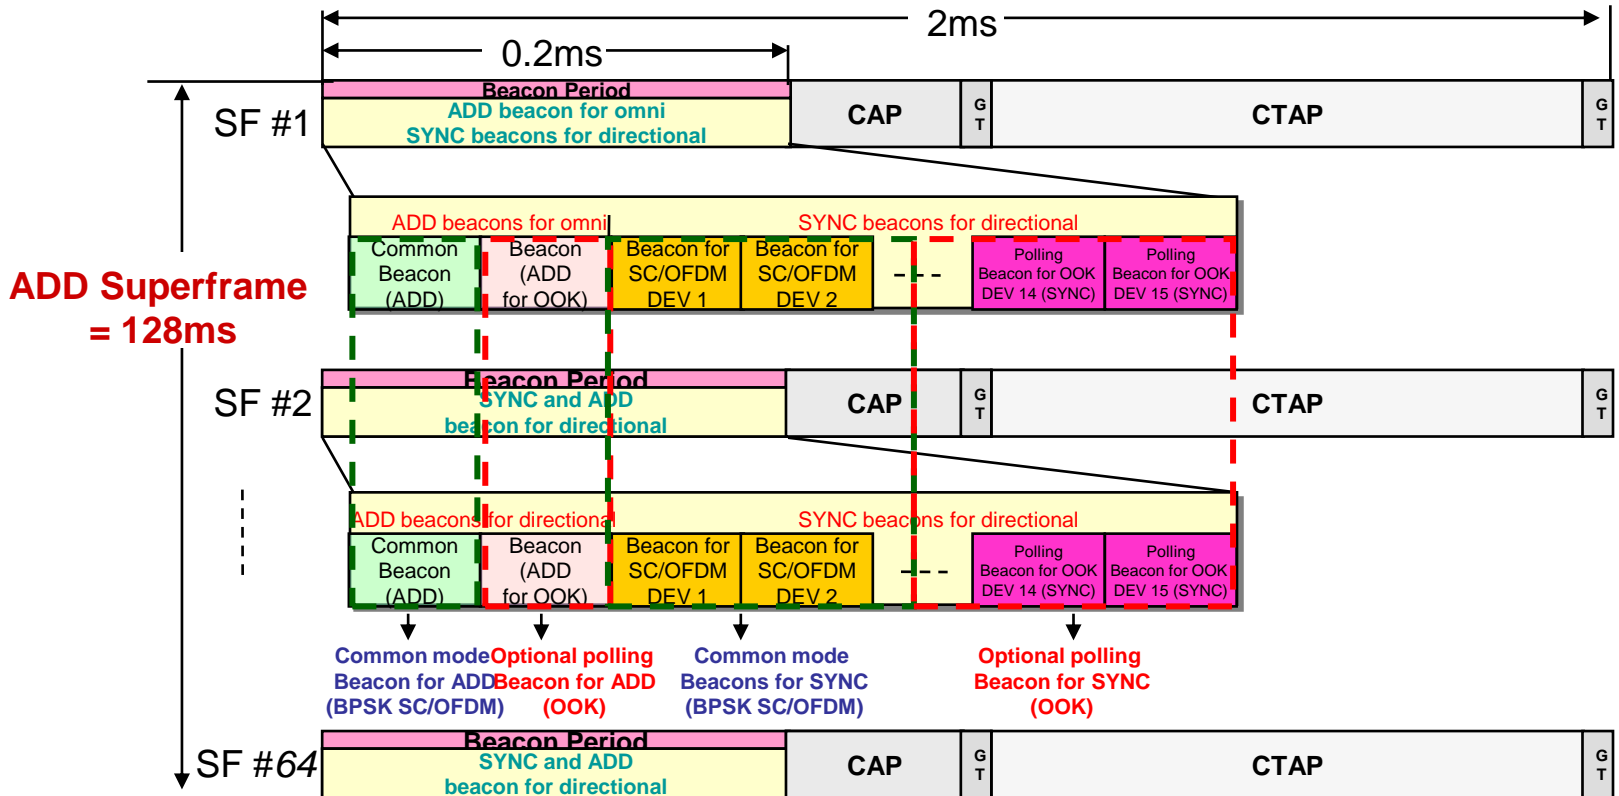 2ms
0.2ms
SF #1
Beacon Period
ADD beacon for omni
SYNC beacons for directional
CAP
G
T
CTAP
G
T
ADD beacons for omni
SYNC beacons for directional
Common
Beacon
(ADD)
Beacon
(ADD
for OOK)
Beacon for
SC/OFDM
DEV 1
Beacon for
SC/OFDM
DEV 2
Polling
Beacon for OOK
DEV 14 (SYNC)
Polling
Beacon for OOK
DEV 15 (SYNC)
ADD Superframe
= 128ms
SF #2
Beacon Period
SYNC and ADD
beacon for directional
CAP
G
T
CTAP
G
T
ADD beacons for directional
SYNC beacons for directional
Common
Beacon
(ADD)
Beacon
(ADD
for OOK)
Beacon for
SC/OFDM
DEV 1
Beacon for
SC/OFDM
DEV 2
Polling
Beacon for OOK
DEV 14 (SYNC)
Polling
Beacon for OOK
DEV 15 (SYNC)
Common mode
Beacon for ADD
(BPSK SC/OFDM)
Optional polling
Beacon for ADD
(OOK)
Common mode
Beacons for SYNC
(BPSK SC/OFDM)
Optional polling
Beacon for SYNC
(OOK)
SF #64
Beacon Period
SYNC and ADD
beacon for directional
CAP
G
T
CTAP
G
T